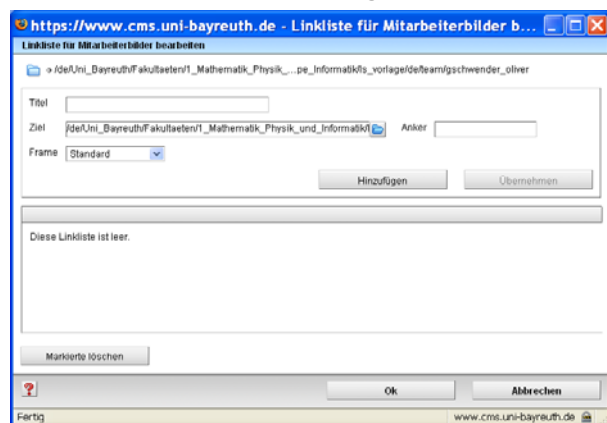 https://www.cms.uni-bayreuth.de - Linkliste für Mitarbeiterbilder b...
Linkliste für Mitarbeiterbilder bearbeiten
/de/Uni_Bayreuth/Fakultaeten/1_Mathematik_Physik_...pe_Informatik/ls_vorlage/de/team/gschwender_oliver
Titel
Ziel /de/Uni_Bayreuth/Fakultaeten/1_Mathematik_Physik_und_Informatik/ Anker
Frame Standard
Hinzufügen Übernehmen
Diese Linkliste ist leer.
Markierte löschen
? Ok Abbrechen
Fertig www.cms.uni-bayreuth.de